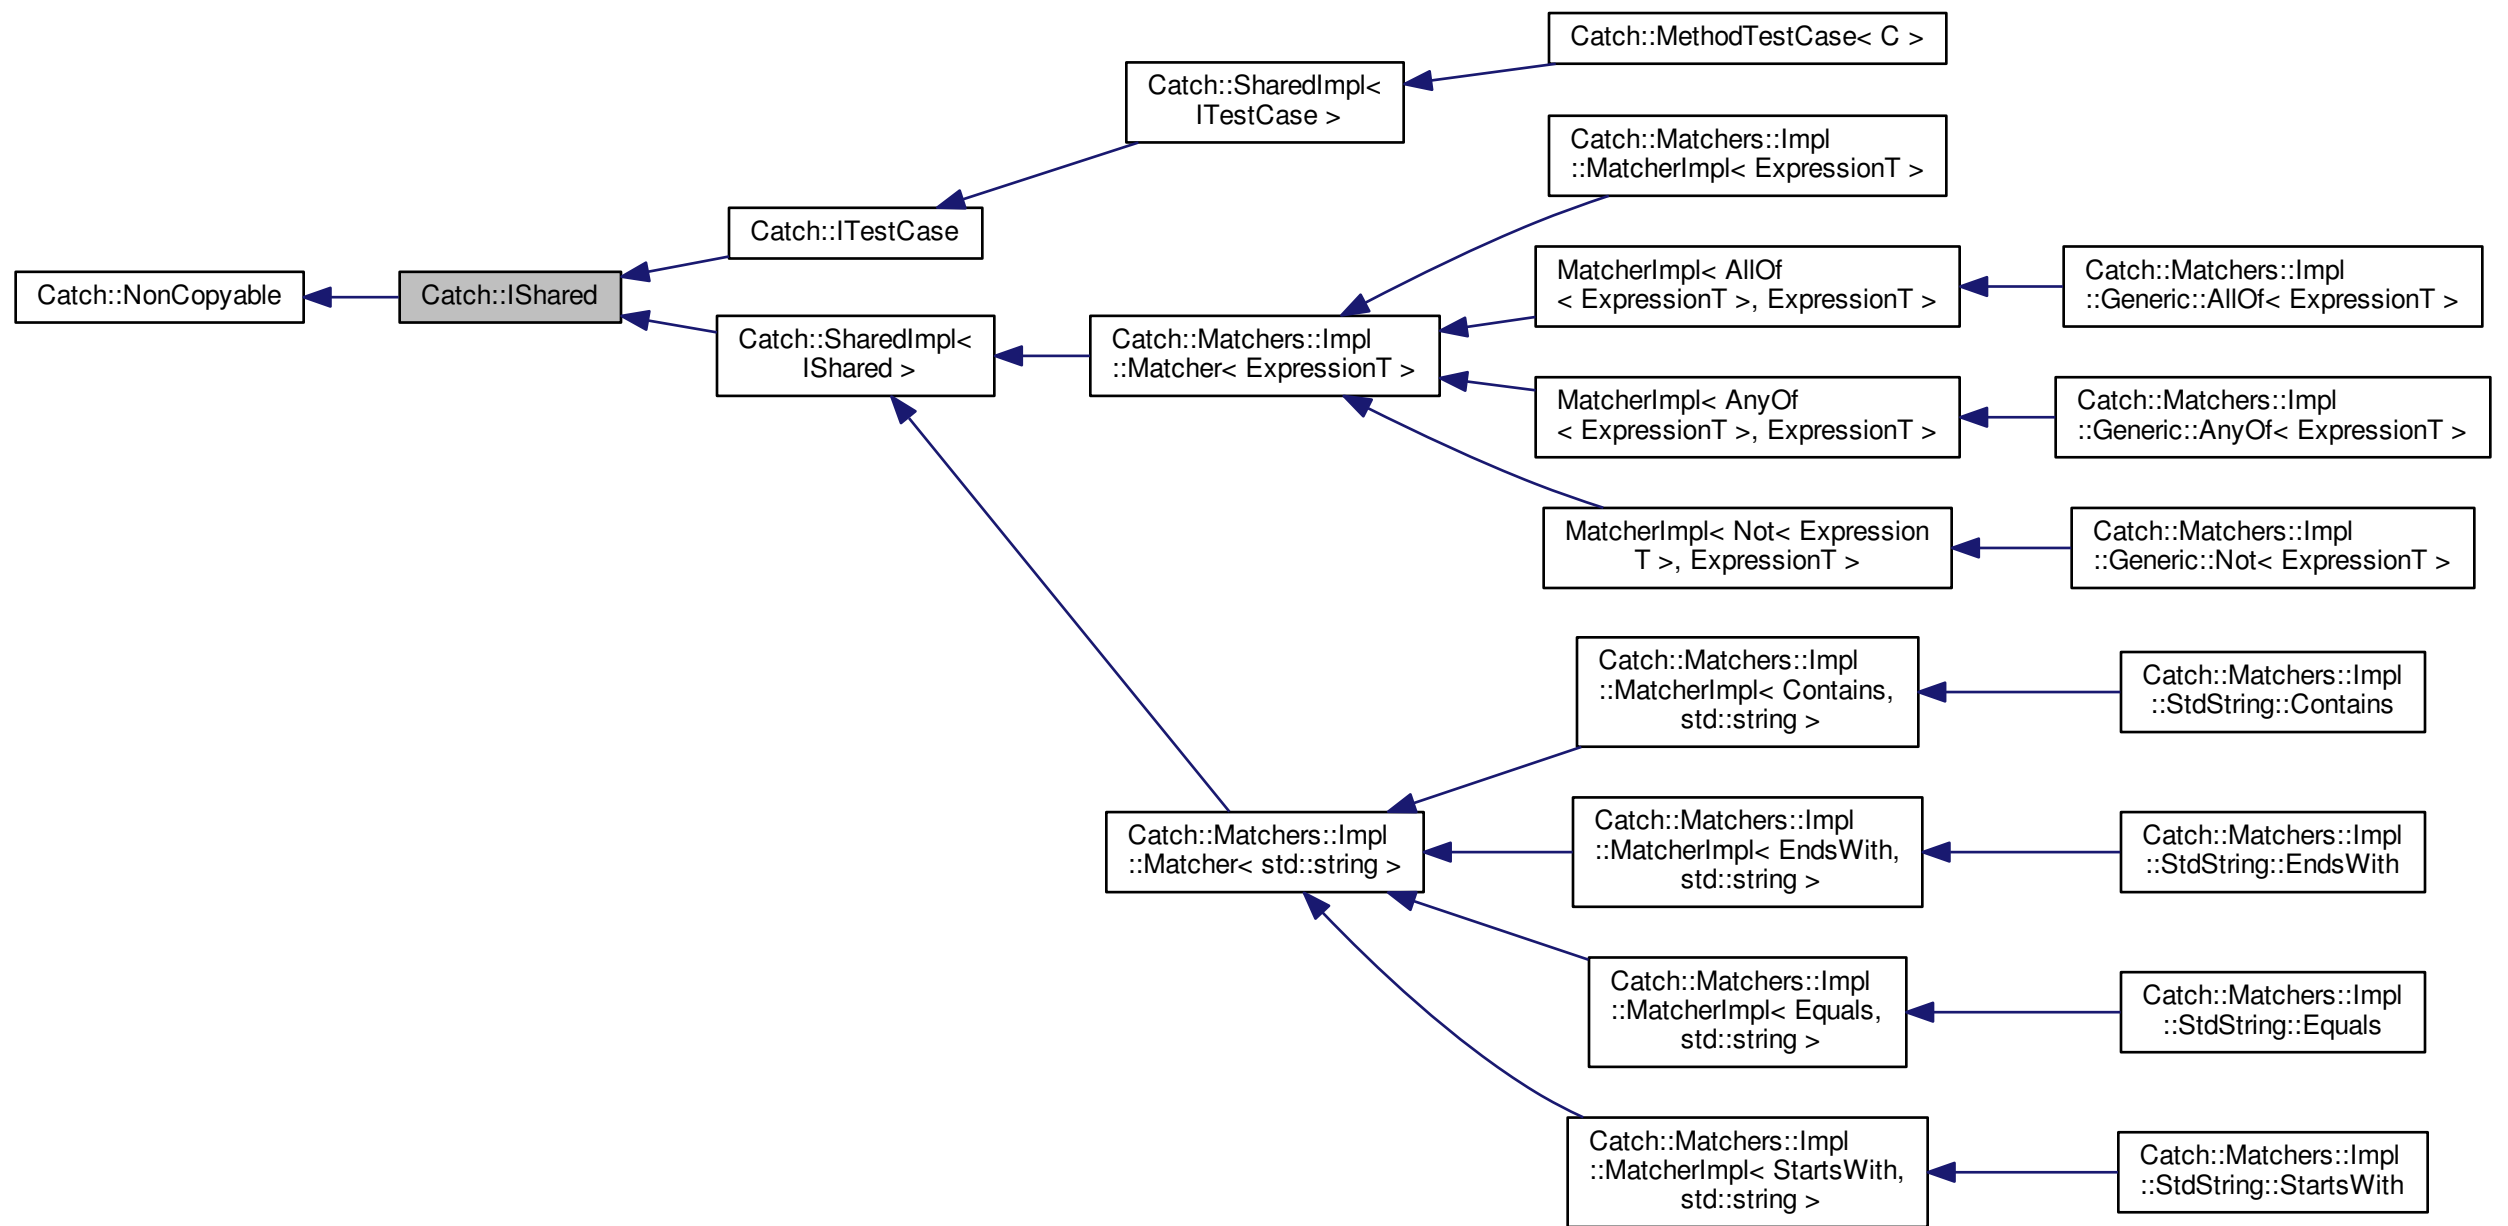 Catch::NonCopyable
Catch::IShared
Catch::ITestCase
Catch::SharedImpl<
IShared >
Catch::SharedImpl<
ITestCase >
Catch::Matchers::Impl
::Matcher< ExpressionT >
Catch::Matchers::Impl
::Matcher< std::string >
Catch::MethodTestCase< C >
Catch::Matchers::Impl
::MatcherImpl< ExpressionT >
MatcherImpl< AllOf
< ExpressionT >, ExpressionT >
MatcherImpl< AnyOf
< ExpressionT >, ExpressionT >
MatcherImpl< Not< Expression
T >, ExpressionT >
Catch::Matchers::Impl
::MatcherImpl< Contains,
std::string >
Catch::Matchers::Impl
::MatcherImpl< EndsWith,
std::string >
Catch::Matchers::Impl
::MatcherImpl< Equals,
std::string >
Catch::Matchers::Impl
::MatcherImpl< StartsWith,
std::string >
Catch::Matchers::Impl
::Generic::AllOf< ExpressionT >
Catch::Matchers::Impl
::Generic::AnyOf< ExpressionT >
Catch::Matchers::Impl
::Generic::Not< ExpressionT >
Catch::Matchers::Impl
::StdString::Contains
Catch::Matchers::Impl
::StdString::EndsWith
Catch::Matchers::Impl
::StdString::Equals
Catch::Matchers::Impl
::StdString::StartsWith